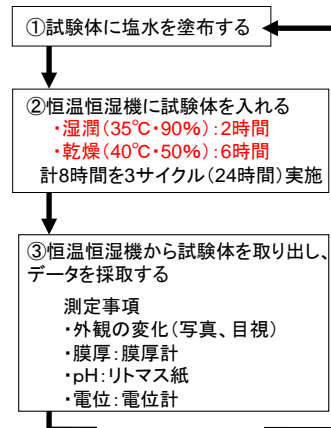 ①試験体に塩水を塗布する
②恒温恒湿機に試験体を入れる
・湿潤(35℃・90%):2時間
・乾燥(40℃・50%):6時間
計8時間を3サイクル(24時間)実施
③恒温恒湿機から試験体を取り出し、
データを採取する
測定事項
・外観の変化(写真、目視)
・膜厚:膜厚計
・pH:リトマス紙
・電位:電位計